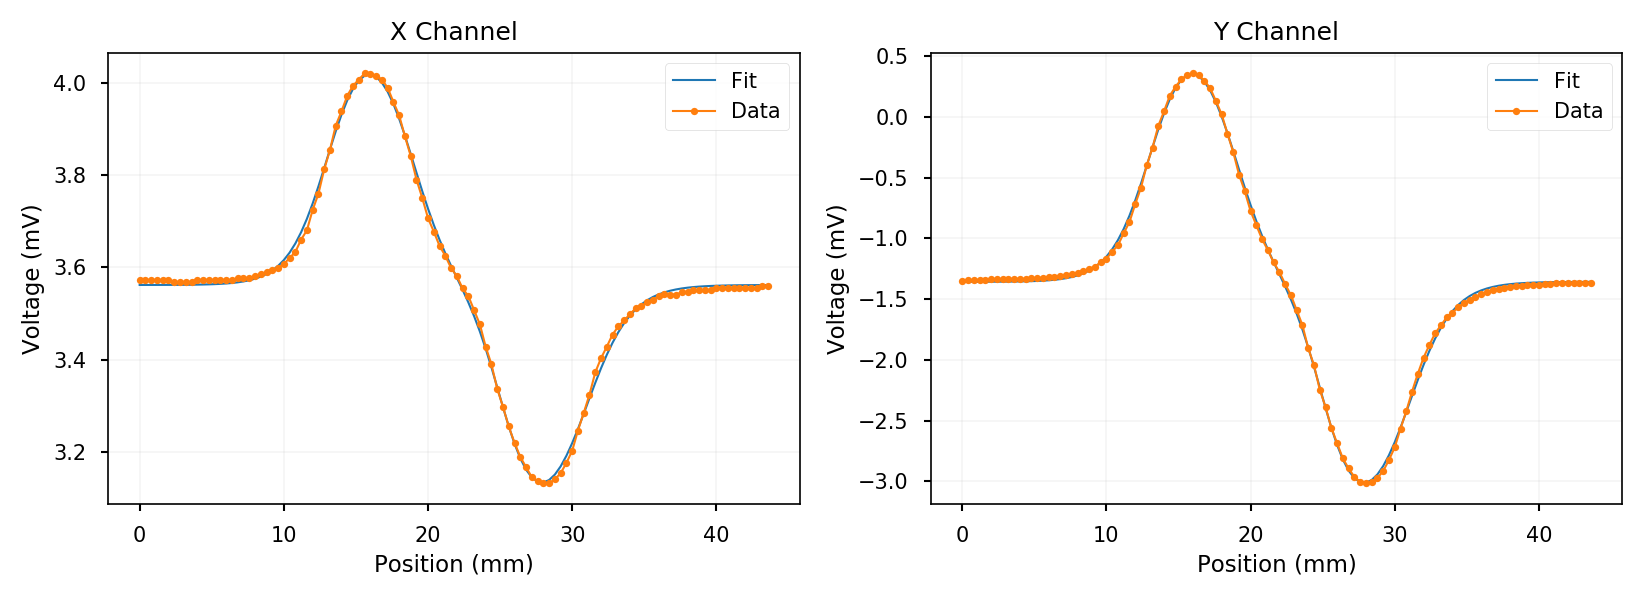 X Channel
Voltage (mV)
4.0
3.8
3.6
3.4
3.2
0
10
20
30
40
Position (mm)
Fit
Data
Y Channel
Voltage (mV)
0.5
0.0
−0.5
−1.0
−1.5
−2.0
−2.5
−3.0
0
10
20
30
40
Position (mm)
Fit
Data